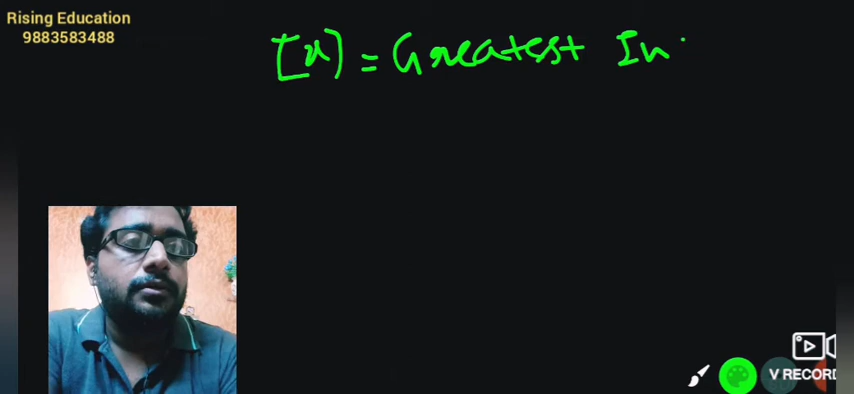 Rising Education
9883583488
[x] = Greatest In
V RECORD